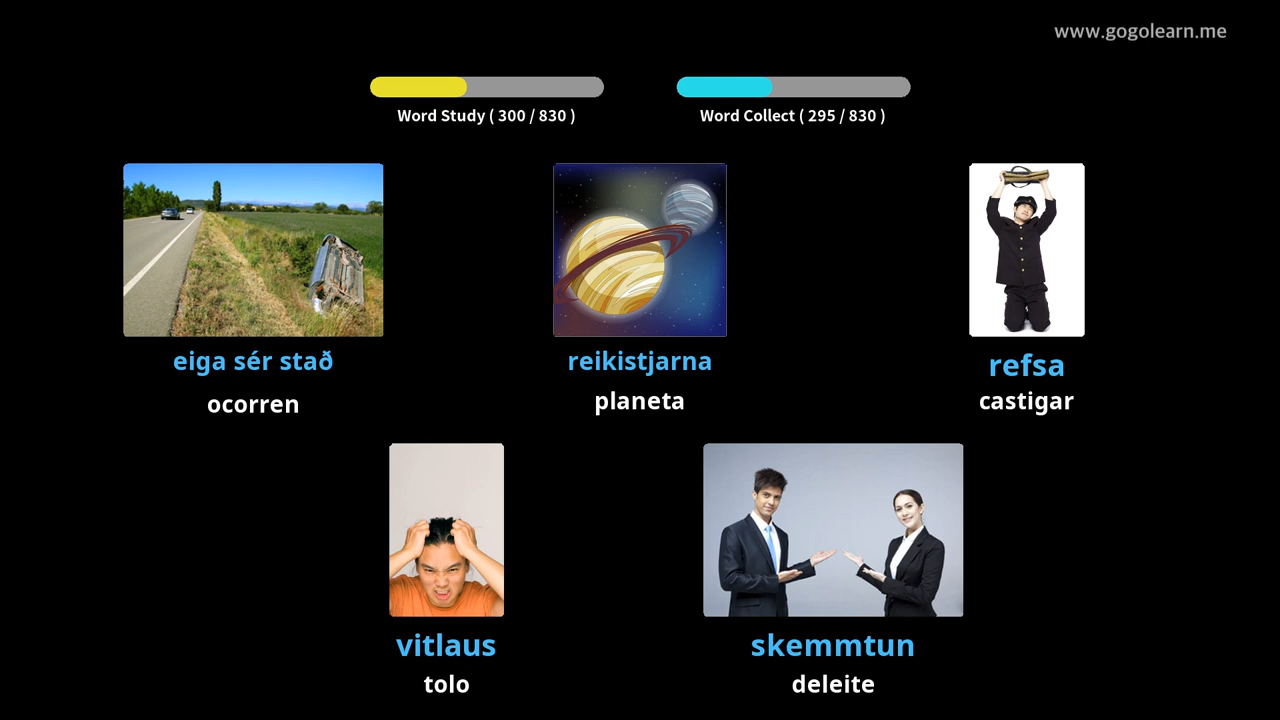 www.gogolearn.me
Word Study ( 300 / 830 )
Word Collect ( 295 / 830 )
eiga sér stað
reikistjarna
refsa
ocorren
planeta
castigar
vitlaus
skemmtun
tolo
deleite